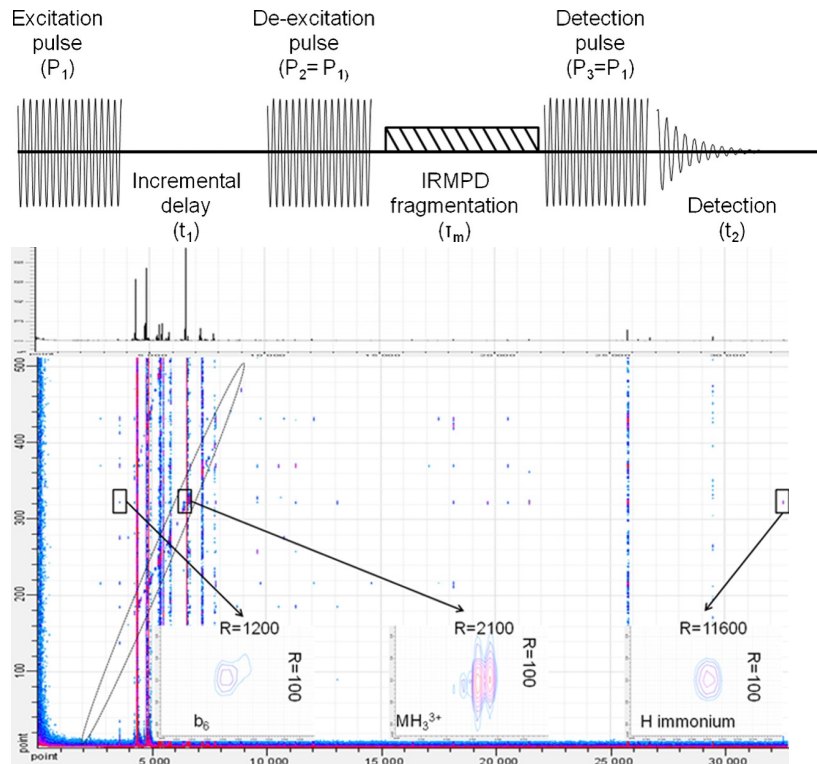 Excitation
pulse
(P₁)
De-excitation
pulse
(P₂= P₁)
Detection
pulse
(P₃=P₁)
Incremental
delay
(t₁)
IRMPD
fragmentation
(τₘ)
Detection
(t₂)
10 000
500
400
300
200
100
point
R=1200
R=100
b₆
R=2100
R=100
MH₃³⁺
R=11600
R=100
H immonium
point
5 000
10 000
15 000
20 000
25 000
30 000